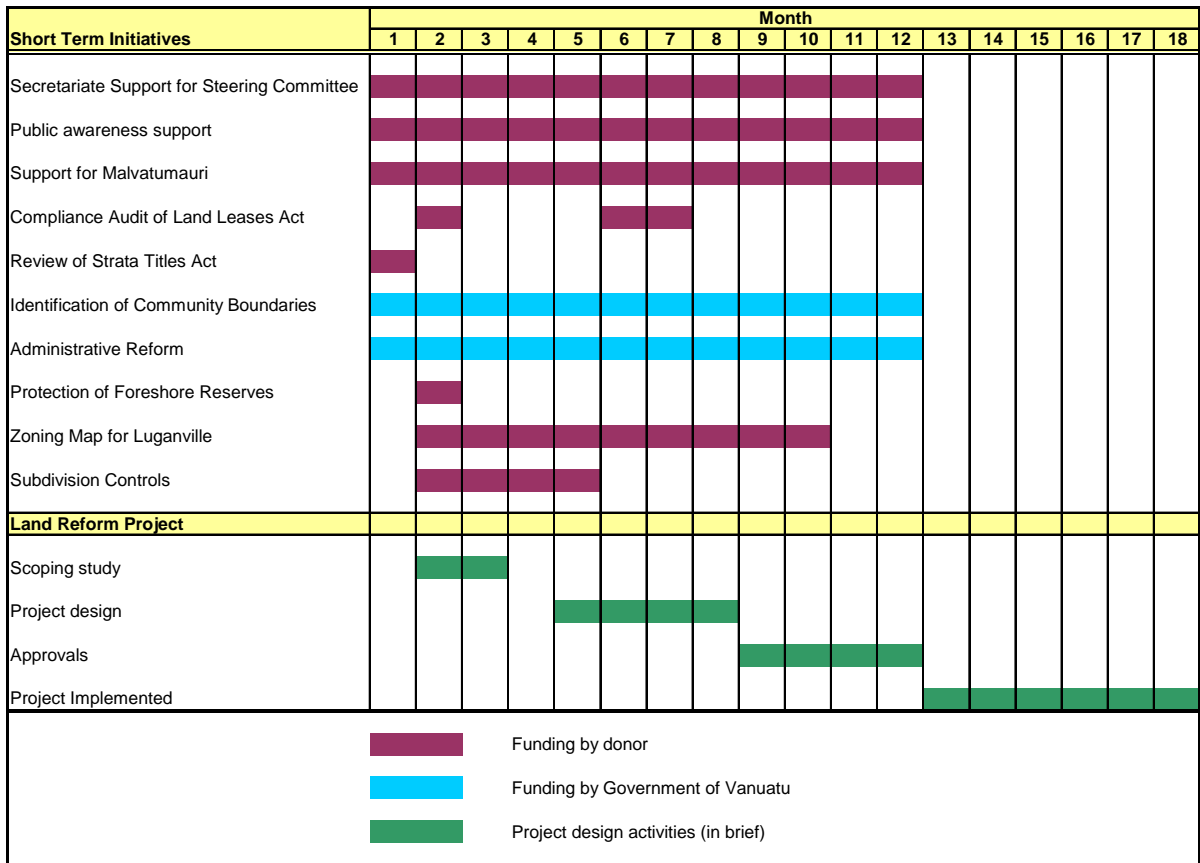 Month
Short Term Initiatives 1 2 3 4 5 6 7 8 9 10 11 12 13 14 15 16 17 18
Secretariate Support for Steering Committee
Public awareness support
Support for Malvatumauri
Compliance Audit of Land Leases Act
Review of Strata Titles Act
Identification of Community Boundaries
Administrative Reform
Protection of Foreshore Reserves
Zoning Map for Luganville
Subdivision Controls
Land Reform Project
Scoping study
Project design
Approvals
Project Implemented
Funding by donor
Funding by Government of Vanuatu
Project design activities (in brief)